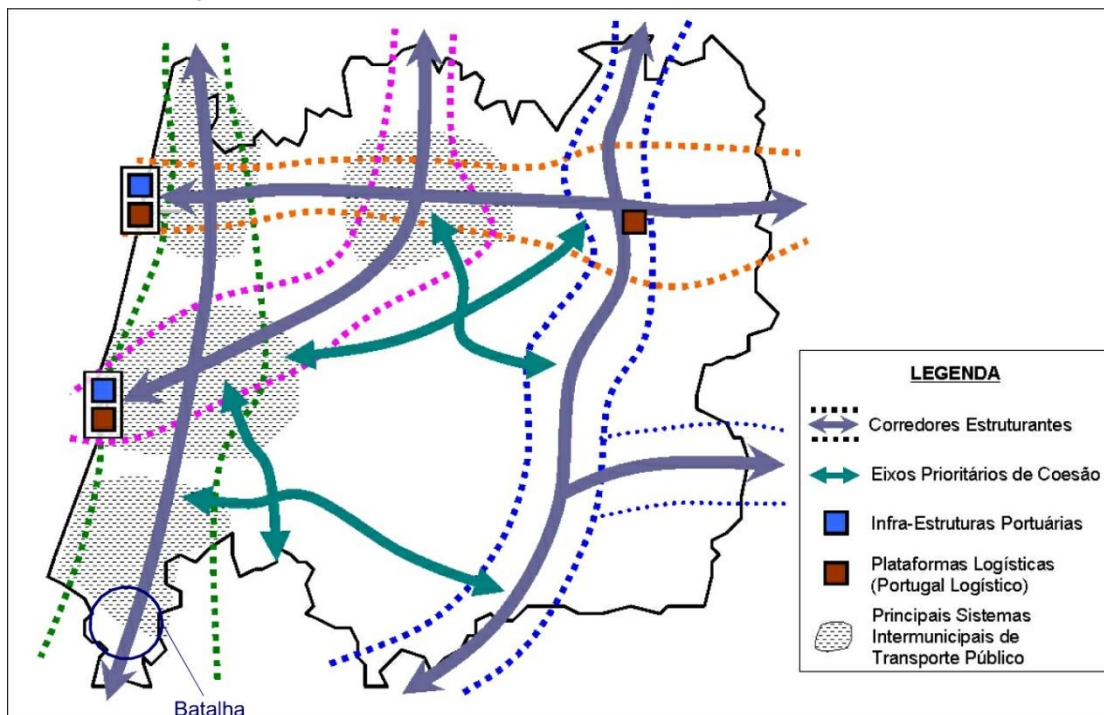 LEGENDA
Corredores Estruturantes
Eixos Prioritários de Coesão
Infra-Estruturas Portuárias
Plataformas Logísticas
(Portugal Logístico)
Principais Sistemas
Intermunicipais de
Transporte Público
Batalha